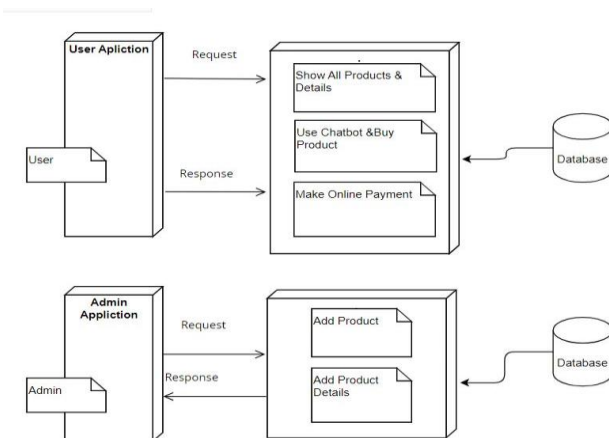 User Apliction
Request
Show All Products &
Details
Use Chatbot &Buy
Product
User
Database
Response
Make Online Payment
Admin
Appliction
Request
Add Product
Response
Database
Admin
Add Product
Details